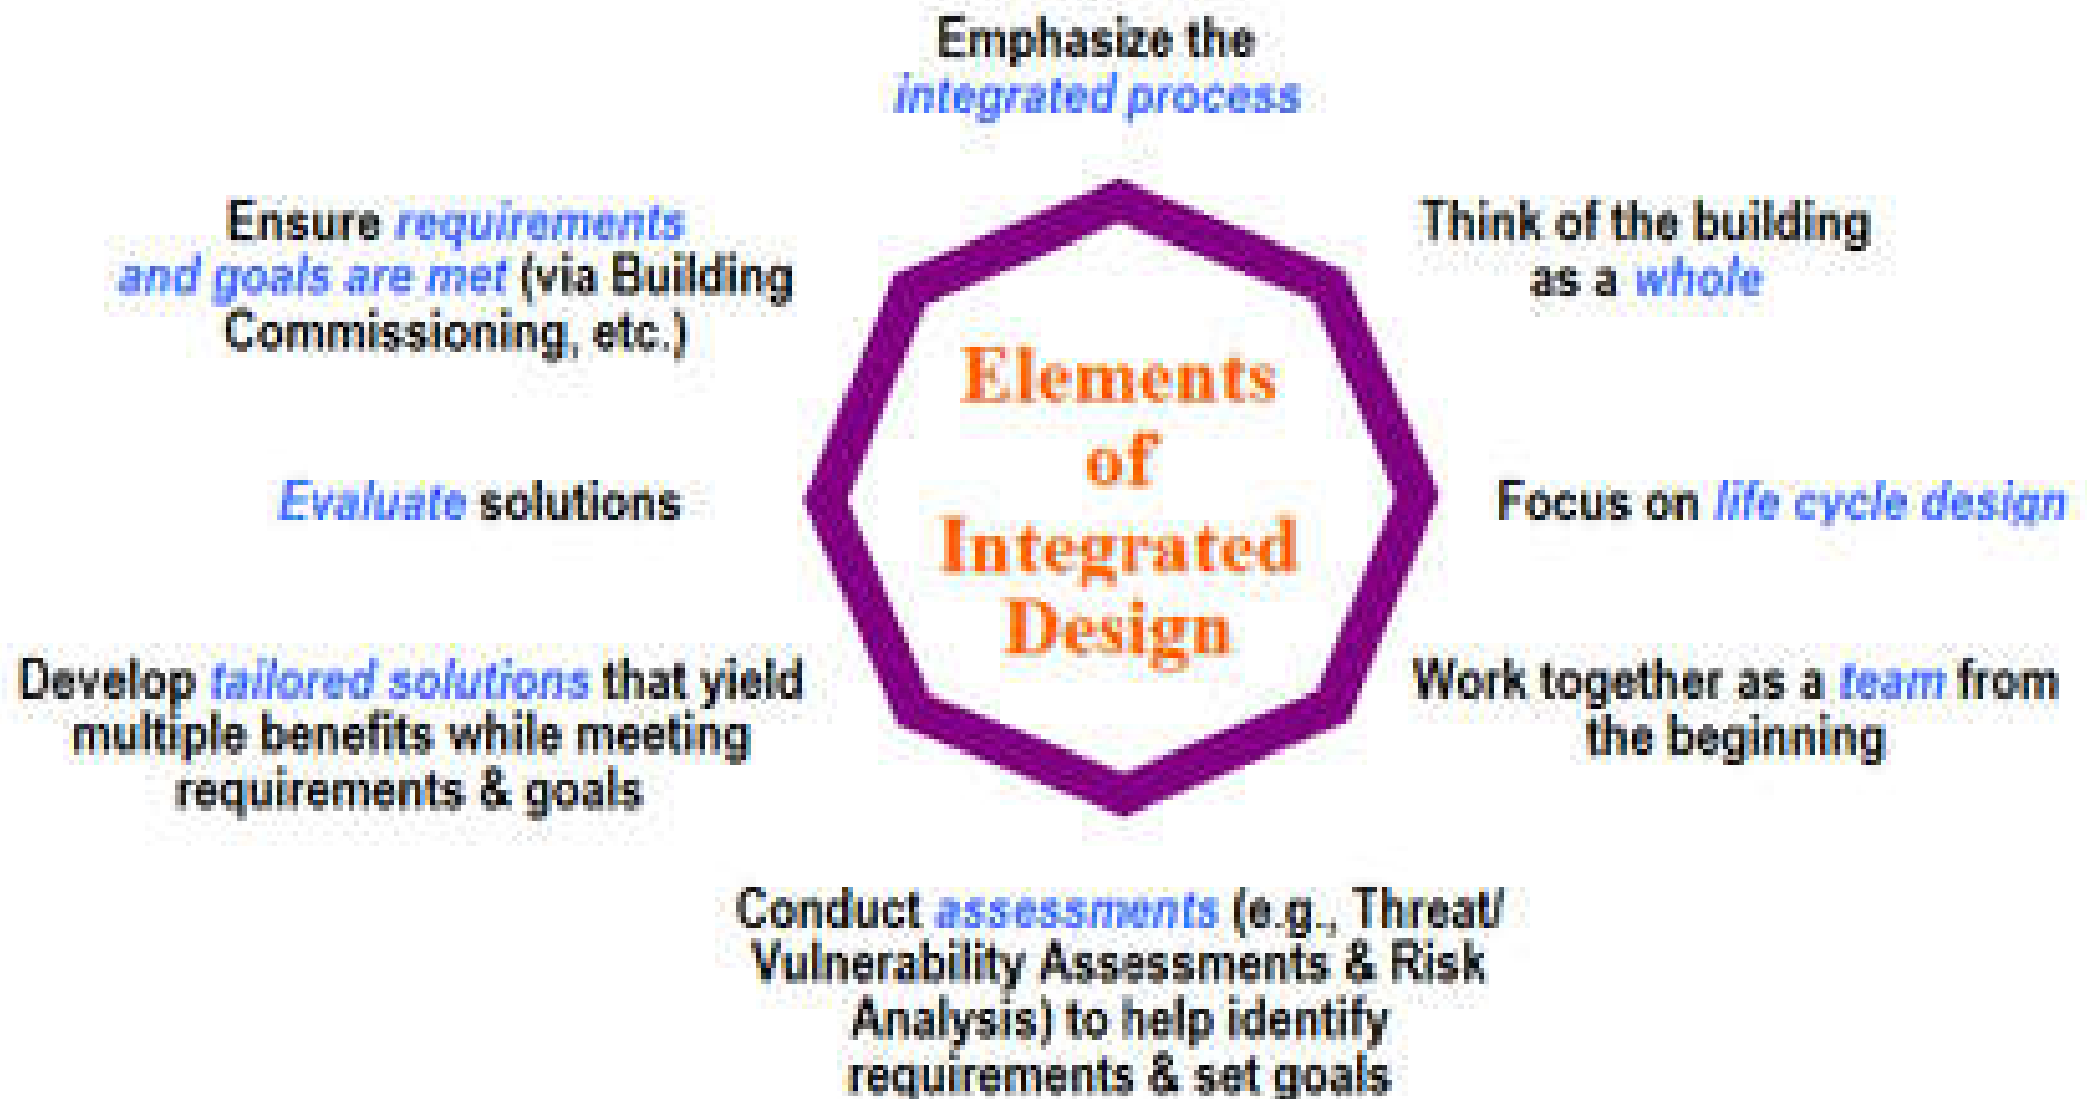 Emphasize the
integrated process
Think of the building
as a whole
Focus on life cycle design
Work together as a team from
the beginning
Conduct assessments (e.g., Threat/
Vulnerability Assessments & Risk
Analysis) to help identify
requirements & set goals
Develop tailored solutions that yield
multiple benefits while meeting
requirements & goals
Evaluate solutions
Ensure requirements
and goals are met (via Building
Commissioning, etc.)
Elements
of
Integrated
Design